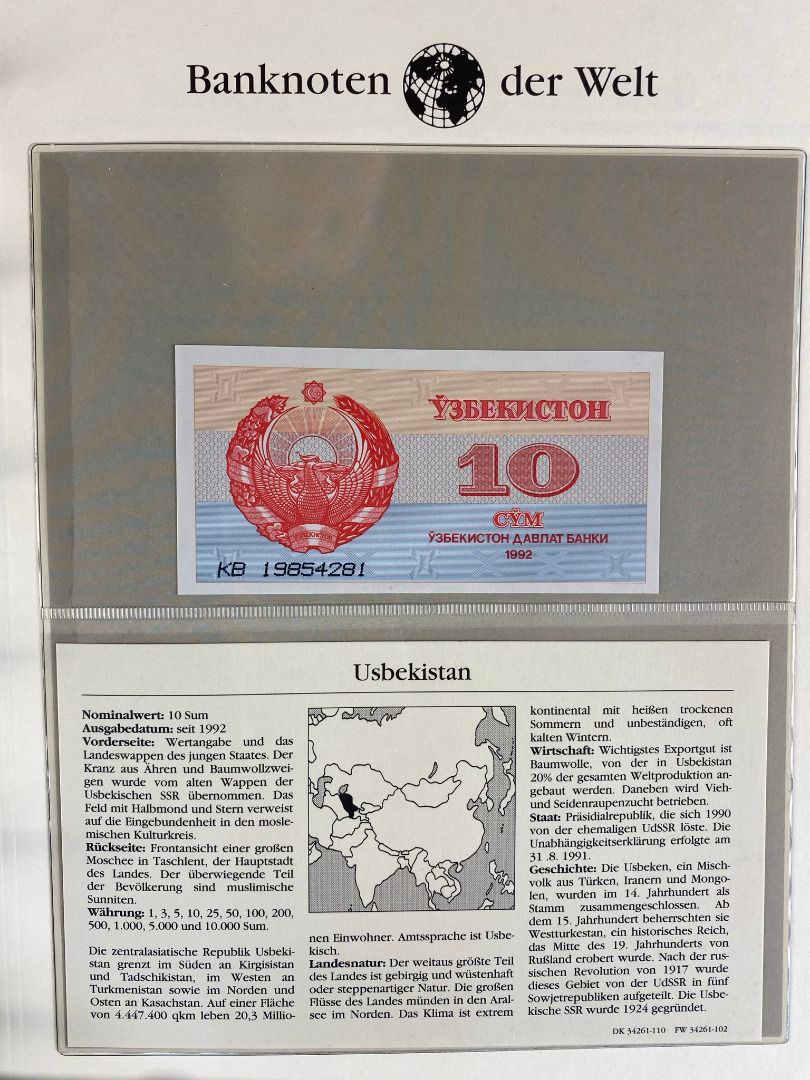 Banknoten der Welt
ЎЗБЕКИСТОН
10
СЎМ
ЎЗБЕКИСТОН ДАВЛАТ БАНКИ
1992
ЎЗБЕКИСТОН
КВ 19854281
Usbekistan
Nominalwert: 10 Sum
Ausgabedatum: seit 1992
Vorderseite: Wertangabe und das
Landeswappen des jungen Staates. Der
Kranz aus Ähren und Baumwollzwei-
gen wurde vom alten Wappen der
Usbekischen SSR übernommen. Das
Feld mit Halbmond und Stern verweist
auf die Eingebundenheit in den mosle-
mischen Kulturkreis.
Rückseite: Frontansicht einer großen
Moschee in Taschlent, der Hauptstadt
des Landes. Der überwiegende Teil
der Bevölkerung sind muslimische
Sunniten.
Währung: 1, 3, 5, 10, 25, 50, 100, 200,
500, 1.000, 5.000 und 10.000 Sum.
Die zentralasiatische Republik Usbeki-
stan grenzt im Süden an Kirgisistan
und Tadschikistan, im Westen an
Turkmenistan sowie im Norden und
Osten an Kasachstan. Auf einer Fläche
von 4.447.400 qkm leben 20,3 Millio-
nen Einwohner. Amtssprache ist Usbe-
kisch.
Landesnatur: Der weitaus größte Teil
des Landes ist gebirgig und wüstenhaft
oder steppenartiger Natur. Die großen
Flüsse des Landes münden in den Aral-
see im Norden. Das Klima ist extrem
kontinental mit heißen trockenen
Sommern und unbeständigen, oft
kalten Wintern.
Wirtschaft: Wichtigstes Exportgut ist
Baumwolle, von der in Usbekistan
20% der gesamten Weltproduktion an-
gebaut werden. Daneben wird Vieh-
und Seidenraupenzucht betrieben.
Staat: Präsidialrepublik, die sich 1990
von der ehemaligen UdSSR löste. Die
Unabhängigkeitserklärung erfolgte am
31 .8. 1991.
Geschichte: Die Usbeken, ein Misch-
volk aus Türken, Iranern und Mongo-
len, wurden im 14. Jahrhundert als
Stamm zusammengeschlossen. Ab
dem 15. Jahrhundert beherrschten sie
Westturkestan, ein historisches Reich,
das Mitte des 19. Jahrhunderts von
Rußland erobert wurde. Nach der rus-
sischen Revolution von 1917 wurde
dieses Gebiet von der UdSSR in fünf
Sowjetrepubliken aufgeteilt. Die Usbe-
kische SSR wurde 1924 gegründet.
DK 34261-110 FW 34261-102